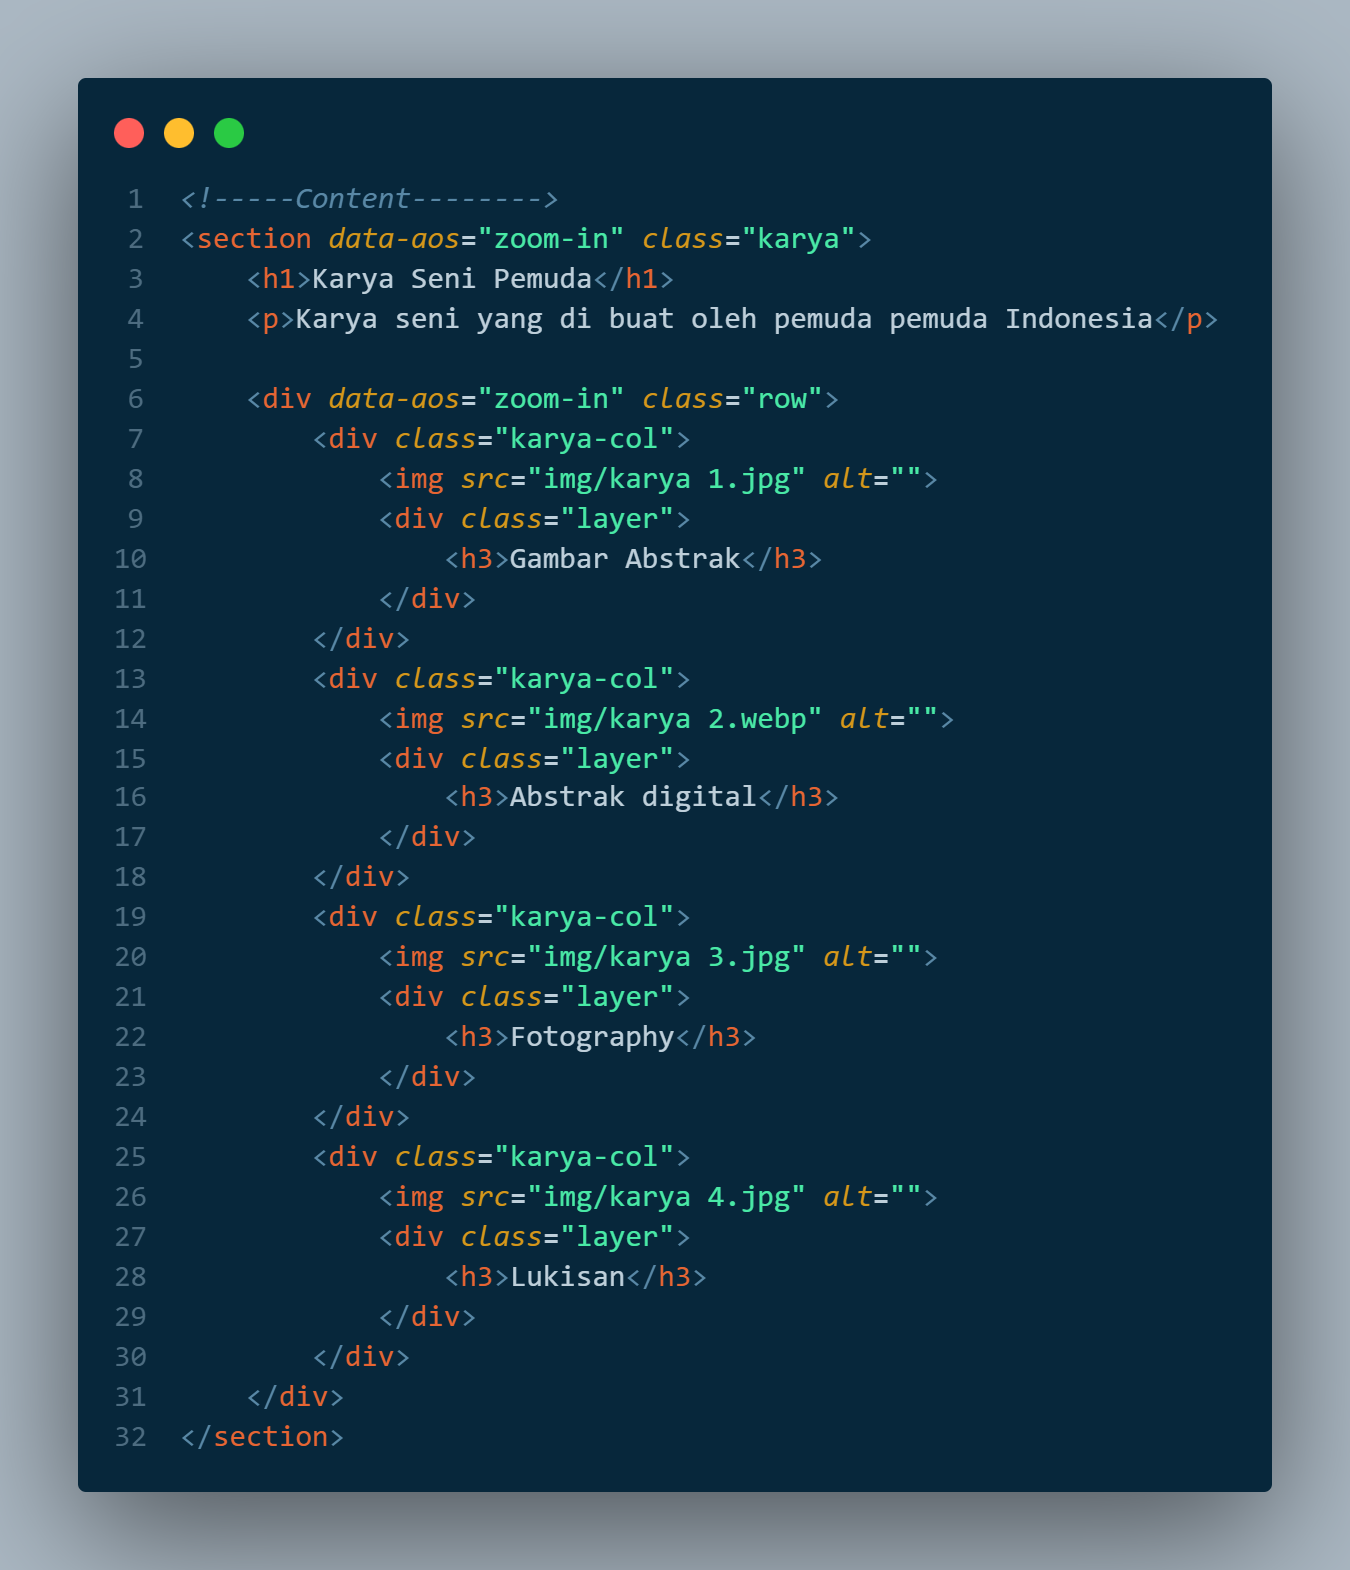 1 <!-----Content-------->
2 <section data-aos="zoom-in" class="karya">
3     <h1>Karya Seni Pemuda</h1>
4     <p>Karya seni yang di buat oleh pemuda pemuda Indonesia</p>
5
6     <div data-aos="zoom-in" class="row">
7         <div class="karya-col">
8             <img src="img/karya 1.jpg" alt="">
9             <div class="layer">
10                 <h3>Gambar Abstrak</h3>
11             </div>
12         </div>
13         <div class="karya-col">
14             <img src="img/karya 2.webp" alt="">
15             <div class="layer">
16                 <h3>Abstrak digital</h3>
17             </div>
18         </div>
19         <div class="karya-col">
20             <img src="img/karya 3.jpg" alt="">
21             <div class="layer">
22                 <h3>Fotography</h3>
23             </div>
24         </div>
25         <div class="karya-col">
26             <img src="img/karya 4.jpg" alt="">
27             <div class="layer">
28                 <h3>Lukisan</h3>
29             </div>
30         </div>
31     </div>
32 </section>